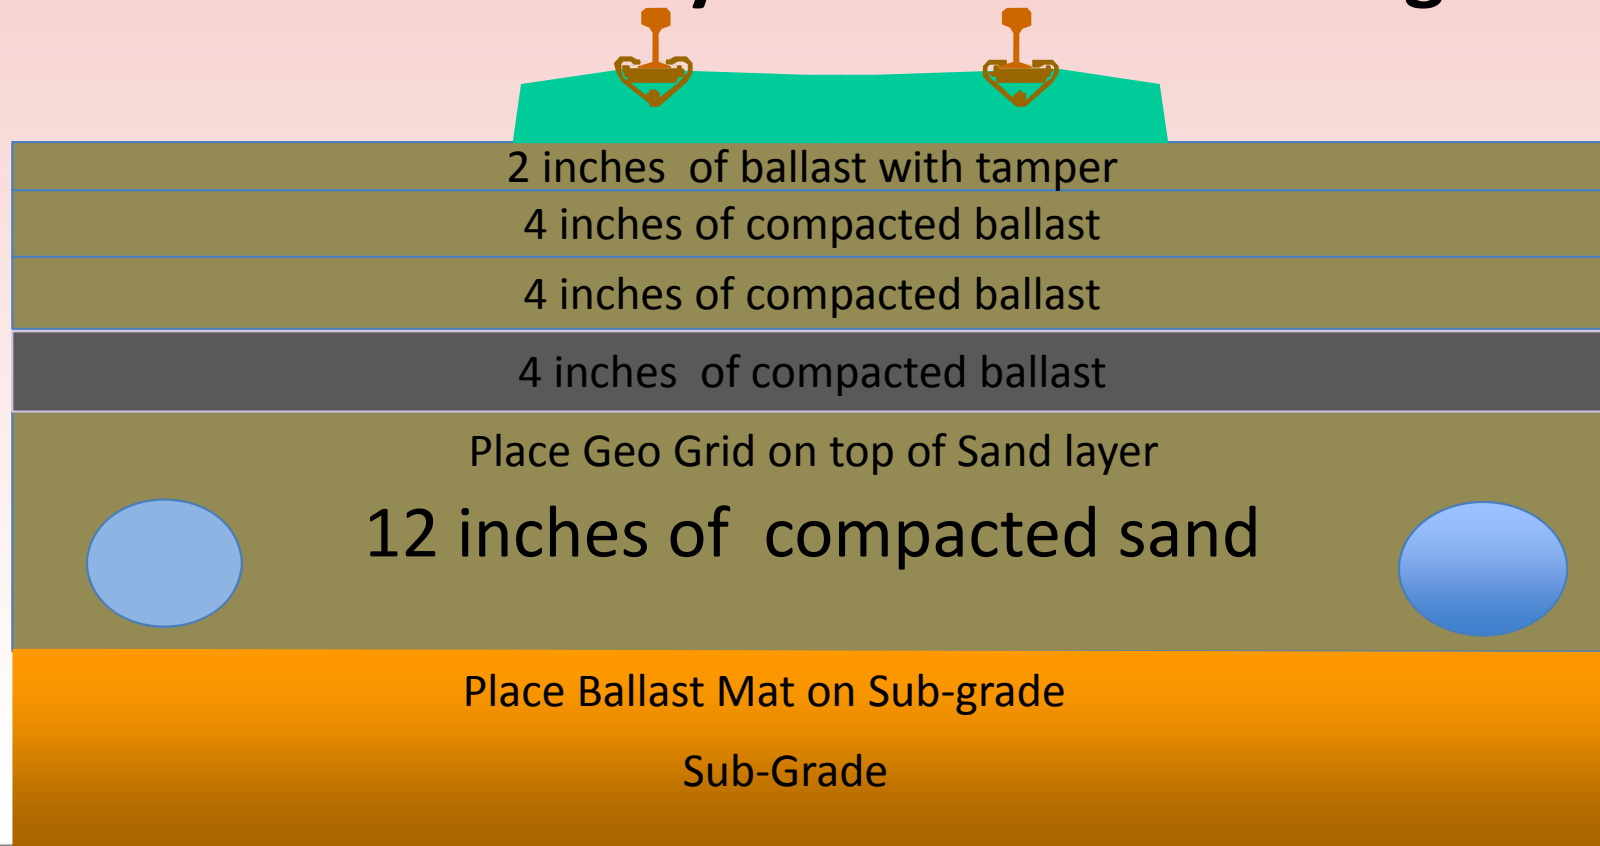 2 inches  of ballast with tamper
4 inches of compacted ballast
4 inches of compacted ballast
4 inches  of compacted ballast
Place Geo Grid on top of Sand layer
12 inches of  compacted sand
Place Ballast Mat on Sub-grade
Sub-Grade